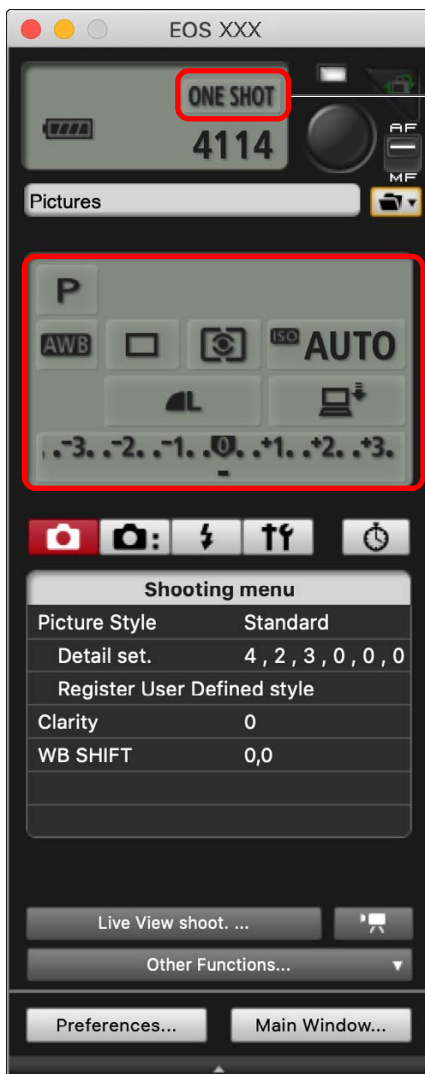 EOS XXX
ONE SHOT
4114
AF
MF
Pictures
P
AWB ISO AUTO
L
.-3. .-2. .-1. .0. .+1. .+2. .+3.
Shooting menu
Picture Style Standard
Detail set. 4 , 2 , 3 , 0 , 0 , 0
Register User Defined style
Clarity 0
WB SHIFT 0,0
Live View shoot. ...
Other Functions...
Preferences... Main Window...